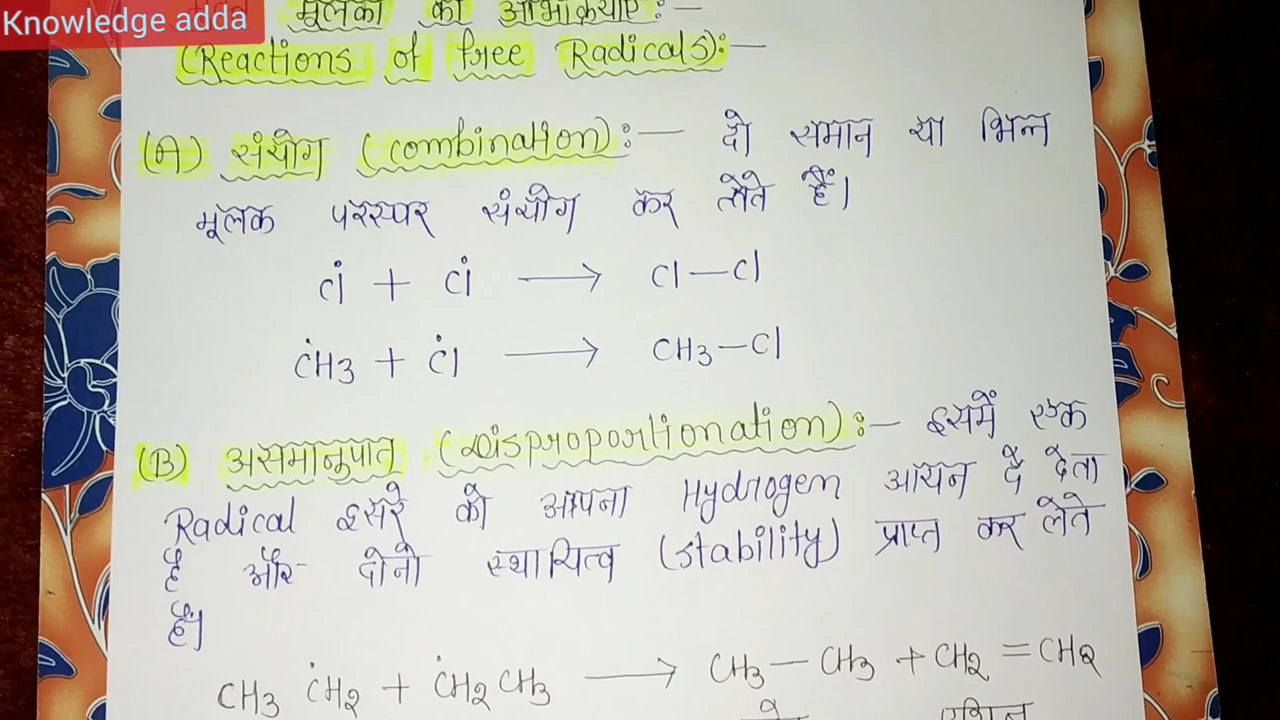 Knowledge adda
मूलकों की अभिक्रियाएँ :—
(Reactions of free Radicals):—
(A) संयोग (combination):— दो समान या भिन्न
मूलक परस्पर संयोग कर लेते हैं।
Ċl + Ċl ⟶ Cl—Cl
ĊH3 + Ċl ⟶ CH3—Cl
(B) असमानुपात (Disproportionation):— इसमें एक
Radical दूसरे को अपना Hydrogen आयन दे देता
है और दोनो स्थायित्व (stability) प्राप्त कर लेते
हैं।
CH3 ĊH2 + ĊH2 CH3 ⟶ CH3—CH3 + CH2=CH2